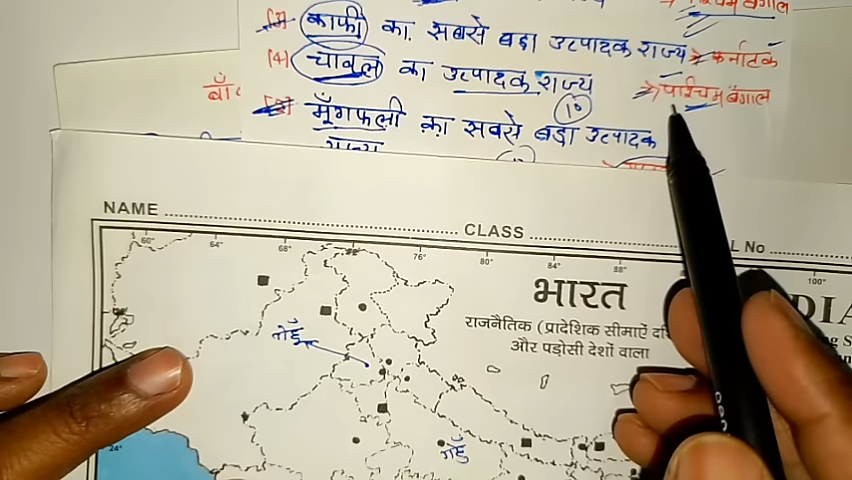 → पश्चिम बंगाल
[3] काफी का सबसे बड़ा उत्पादक राज्य → कर्नाटक
[4] चावल का उत्पादक राज्य → पश्चिम बंगाल
10
मूँगफली का सबसे बड़ा उत्पादक
राज्य
NAME
CLASS
L No
60° 64° 68° 76° 80° 84° 88° 100°
भारत
राजनैतिक (प्रादेशिक सीमाऐं
और पड़ोसी देशों वाला
गेहूँ
गेहूँ
24°